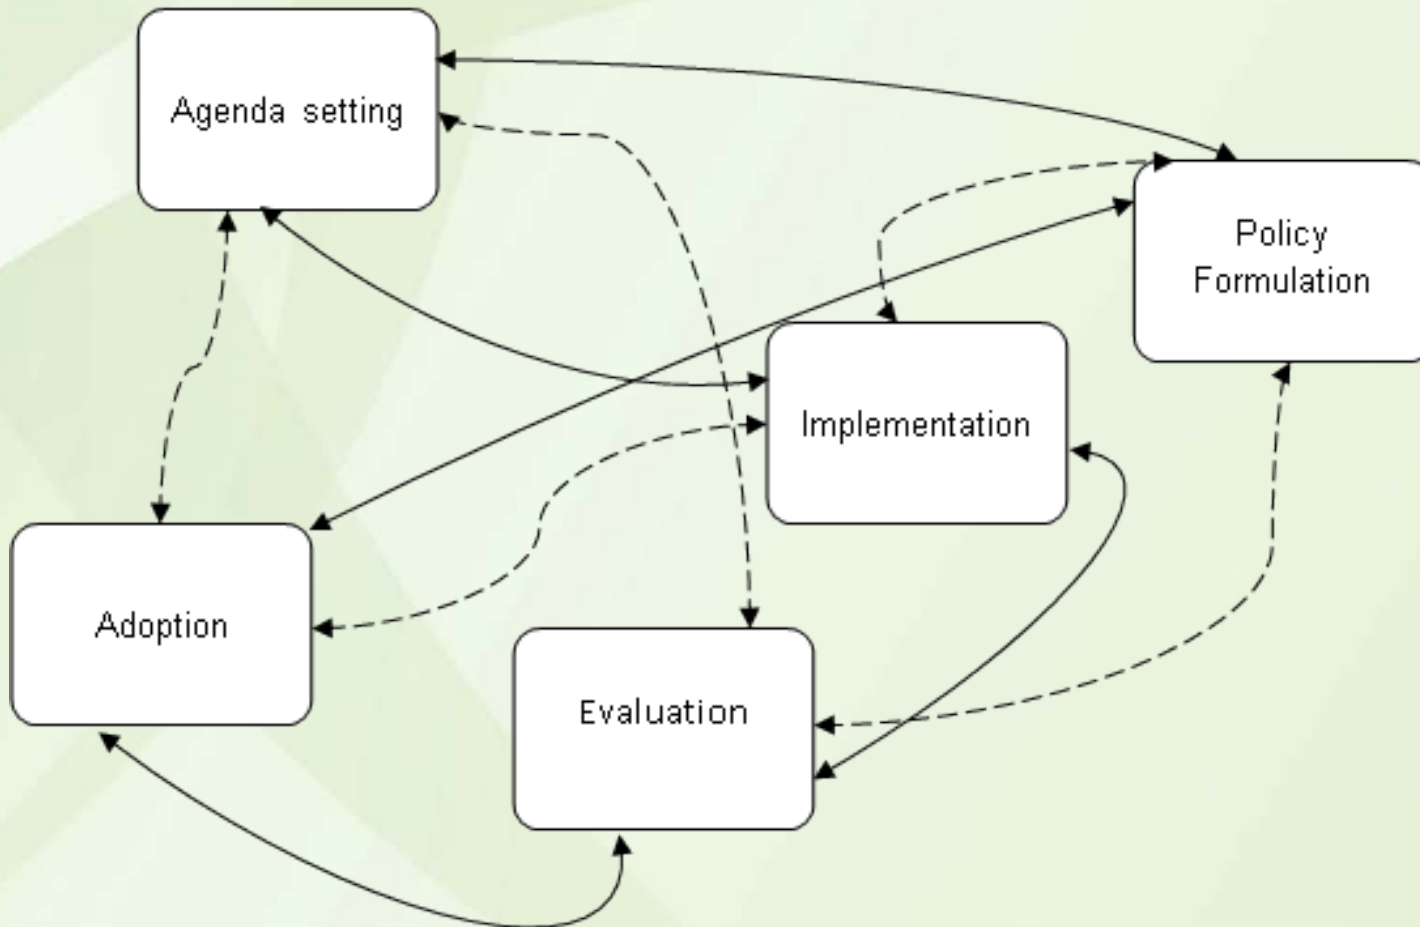 Agenda setting
Policy
Formulation
Implementation
Adoption
Evaluation